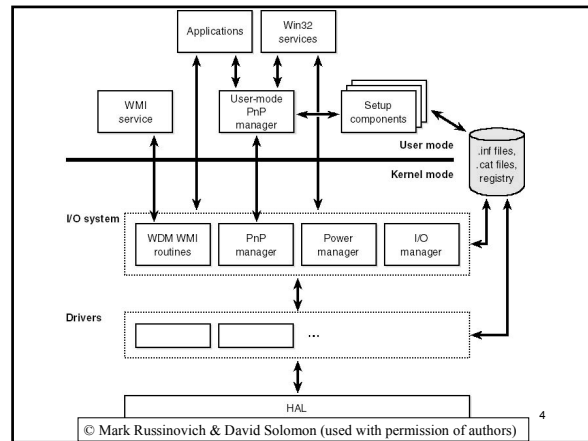 Applications
Win32
services
WMI
service
User-mode
PnP
manager
Setup
components
User mode
Kernel mode
.inf files,
.cat files,
registry
I/O system
WDM WMI
routines
PnP
manager
Power
manager
I/O
manager
Drivers
...
HAL
4
© Mark Russinovich & David Solomon (used with permission of authors)